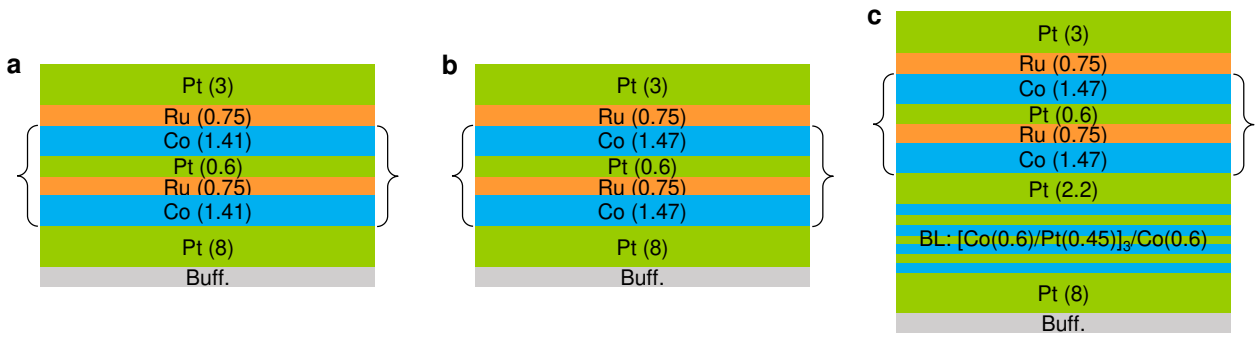 a
Pt (3)
Ru (0.75)
Co (1.41)
Pt (0.6)
Ru (0.75)
Co (1.41)
Pt (8)
Buff.
b
Pt (3)
Ru (0.75)
Co (1.47)
Pt (0.6)
Ru (0.75)
Co (1.47)
Pt (8)
Buff.
c
Pt (3)
Ru (0.75)
Co (1.47)
Pt (0.6)
Ru (0.75)
Co (1.47)
Pt (2.2)
BL: [Co(0.6)/Pt(0.45)]₃/Co(0.6)
Pt (8)
Buff.